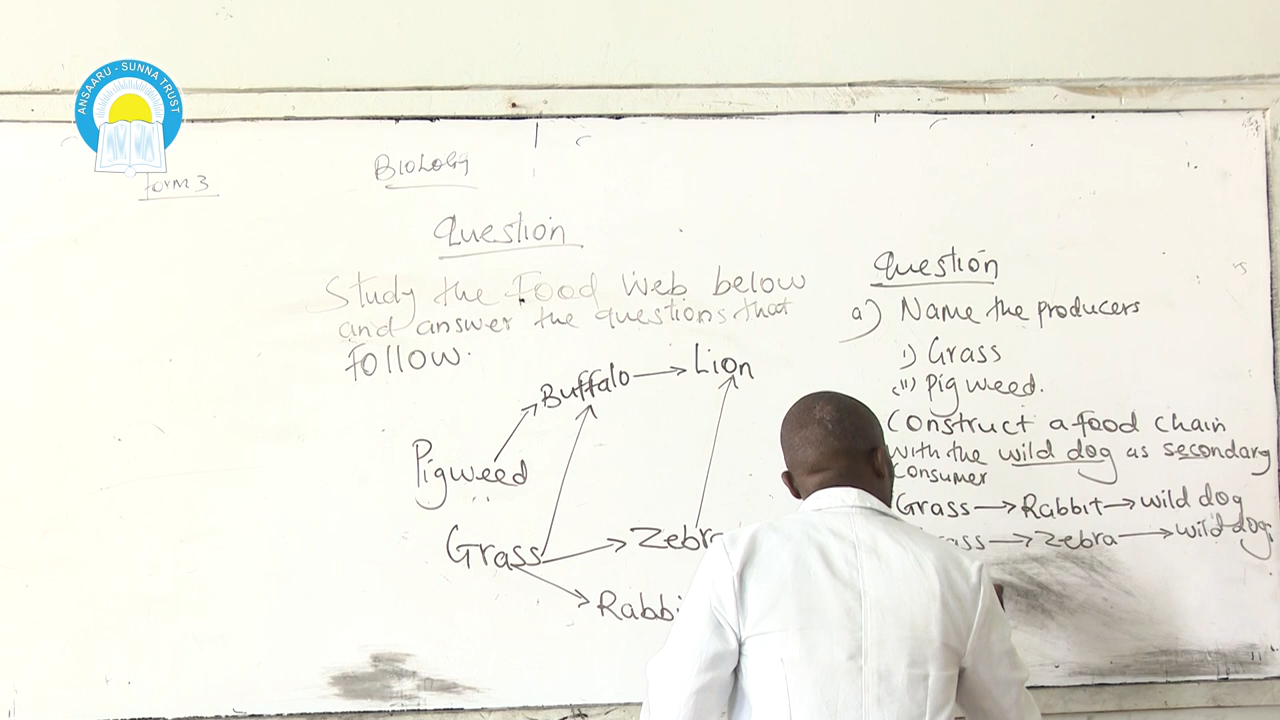 ANSAARU - SUNNA TRUST
Form 3
BIOLOGY
Question
Study the Food Web below
and answer the questions that
Follow.
Buffalo → Lion
Pigweed
Grass → Zebra
Rabbi
Question
a) Name the producers
i) Grass
(ii) Pigweed.
Construct a food chain
with the wild dog as secondary
Consumer
Grass → Rabbit → wild dog
ass → Zebra → wild dog.